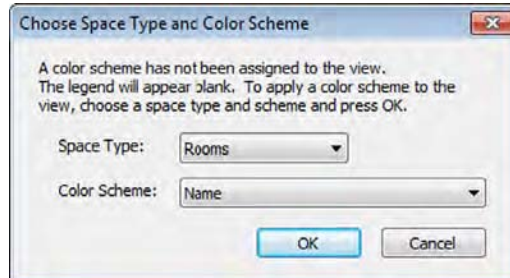 Choose Space Type and Color Scheme
A color scheme has not been assigned to the view.
The legend will appear blank. To apply a color scheme to the
view, choose a space type and scheme and press OK.
Space Type: Rooms
Color Scheme: Name
OK Cancel